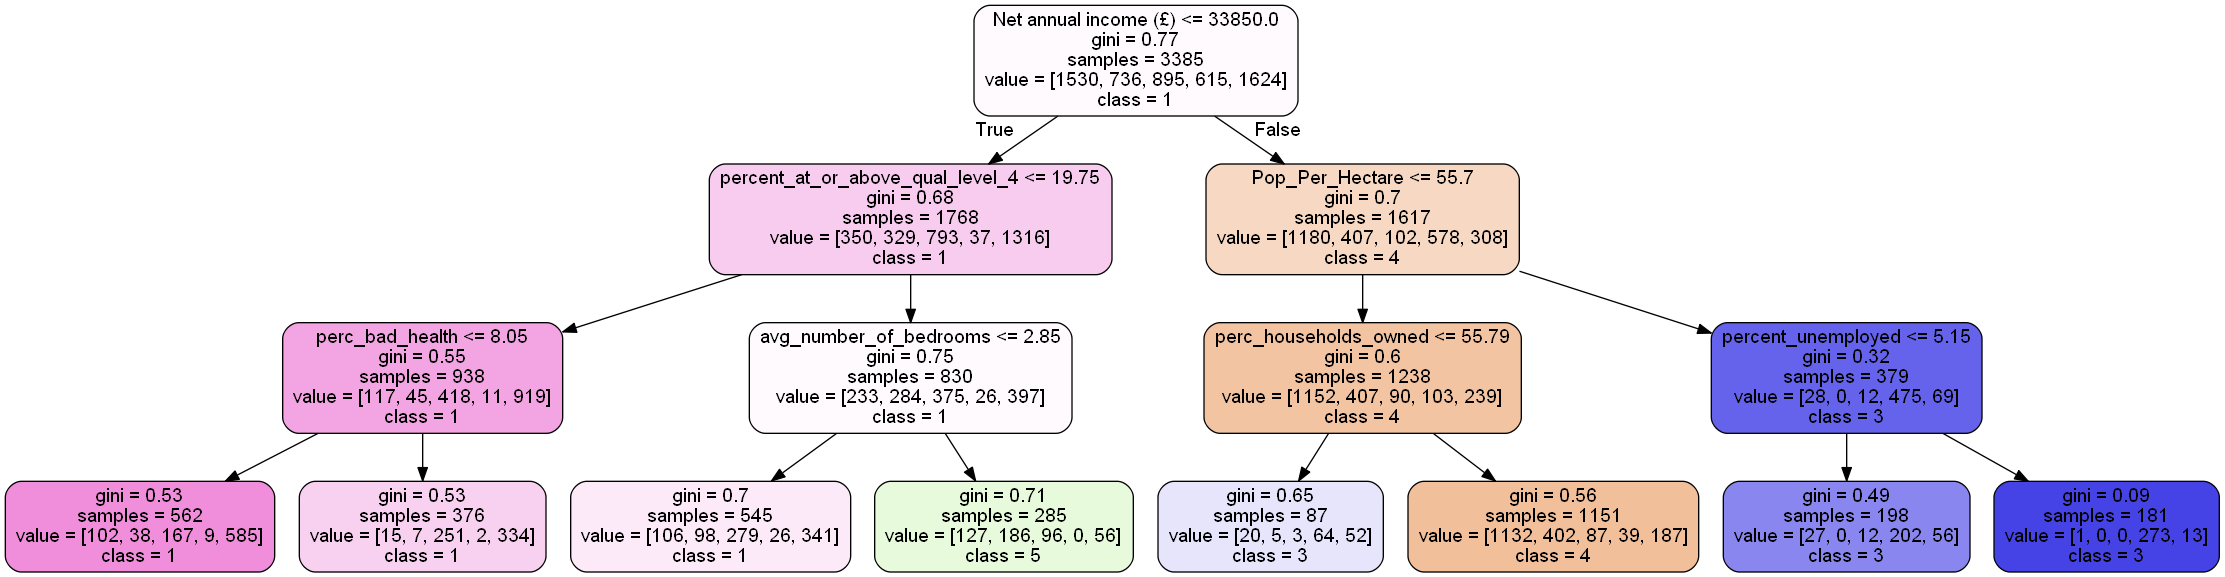 Net annual income (£) <= 33850.0
gini = 0.77
samples = 3385
value = [1530, 736, 895, 615, 1624]
class = 1
True
False
percent_at_or_above_qual_level_4 <= 19.75
gini = 0.68
samples = 1768
value = [350, 329, 793, 37, 1316]
class = 1
Pop_Per_Hectare <= 55.7
gini = 0.7
samples = 1617
value = [1180, 407, 102, 578, 308]
class = 4
perc_bad_health <= 8.05
gini = 0.55
samples = 938
value = [117, 45, 418, 11, 919]
class = 1
avg_number_of_bedrooms <= 2.85
gini = 0.75
samples = 830
value = [233, 284, 375, 26, 397]
class = 1
perc_households_owned <= 55.79
gini = 0.6
samples = 1238
value = [1152, 407, 90, 103, 239]
class = 4
percent_unemployed <= 5.15
gini = 0.32
samples = 379
value = [28, 0, 12, 475, 69]
class = 3
gini = 0.53
samples = 562
value = [102, 38, 167, 9, 585]
class = 1
gini = 0.53
samples = 376
value = [15, 7, 251, 2, 334]
class = 1
gini = 0.7
samples = 545
value = [106, 98, 279, 26, 341]
class = 1
gini = 0.71
samples = 285
value = [127, 186, 96, 0, 56]
class = 5
gini = 0.65
samples = 87
value = [20, 5, 3, 64, 52]
class = 3
gini = 0.56
samples = 1151
value = [1132, 402, 87, 39, 187]
class = 4
gini = 0.49
samples = 198
value = [27, 0, 12, 202, 56]
class = 3
gini = 0.09
samples = 181
value = [1, 0, 0, 273, 13]
class = 3